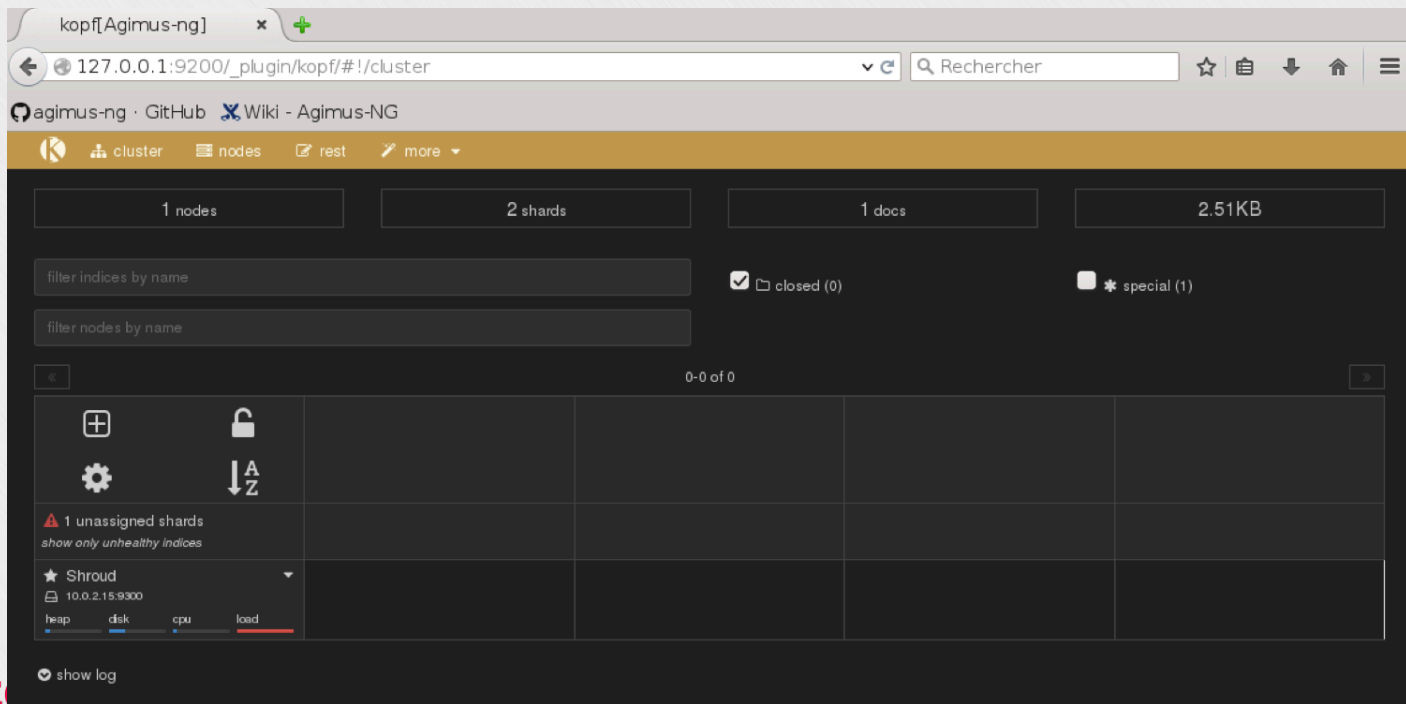 kopf[Agimus-ng]
127.0.0.1:9200/_plugin/kopf/#!/cluster
Rechercher
agimus-ng · GitHub Wiki - Agimus-NG
cluster nodes rest more
1 nodes 2 shards 1 docs 2.51KB
filter indices by name
closed (0) special (1)
filter nodes by name
0-0 of 0
A
Z
1 unassigned shards
show only unhealthy indices
Shroud
10.0.2.15:9300
heap disk cpu load
show log